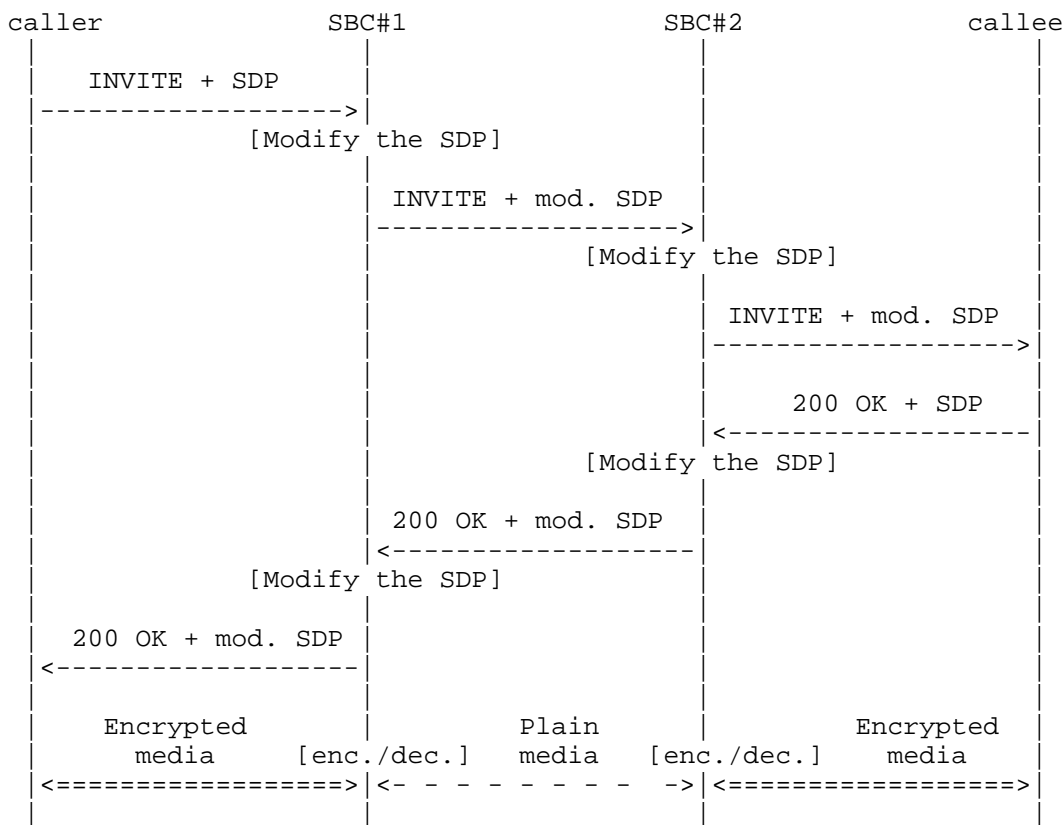 caller SBC#1 SBC#2 callee
INVITE + SDP
[Modify the SDP]
INVITE + mod. SDP
[Modify the SDP]
INVITE + mod. SDP
200 OK + SDP
[Modify the SDP]
200 OK + mod. SDP
[Modify the SDP]
200 OK + mod. SDP
Encrypted Plain Encrypted
media [enc./dec.] media [enc./dec.] media